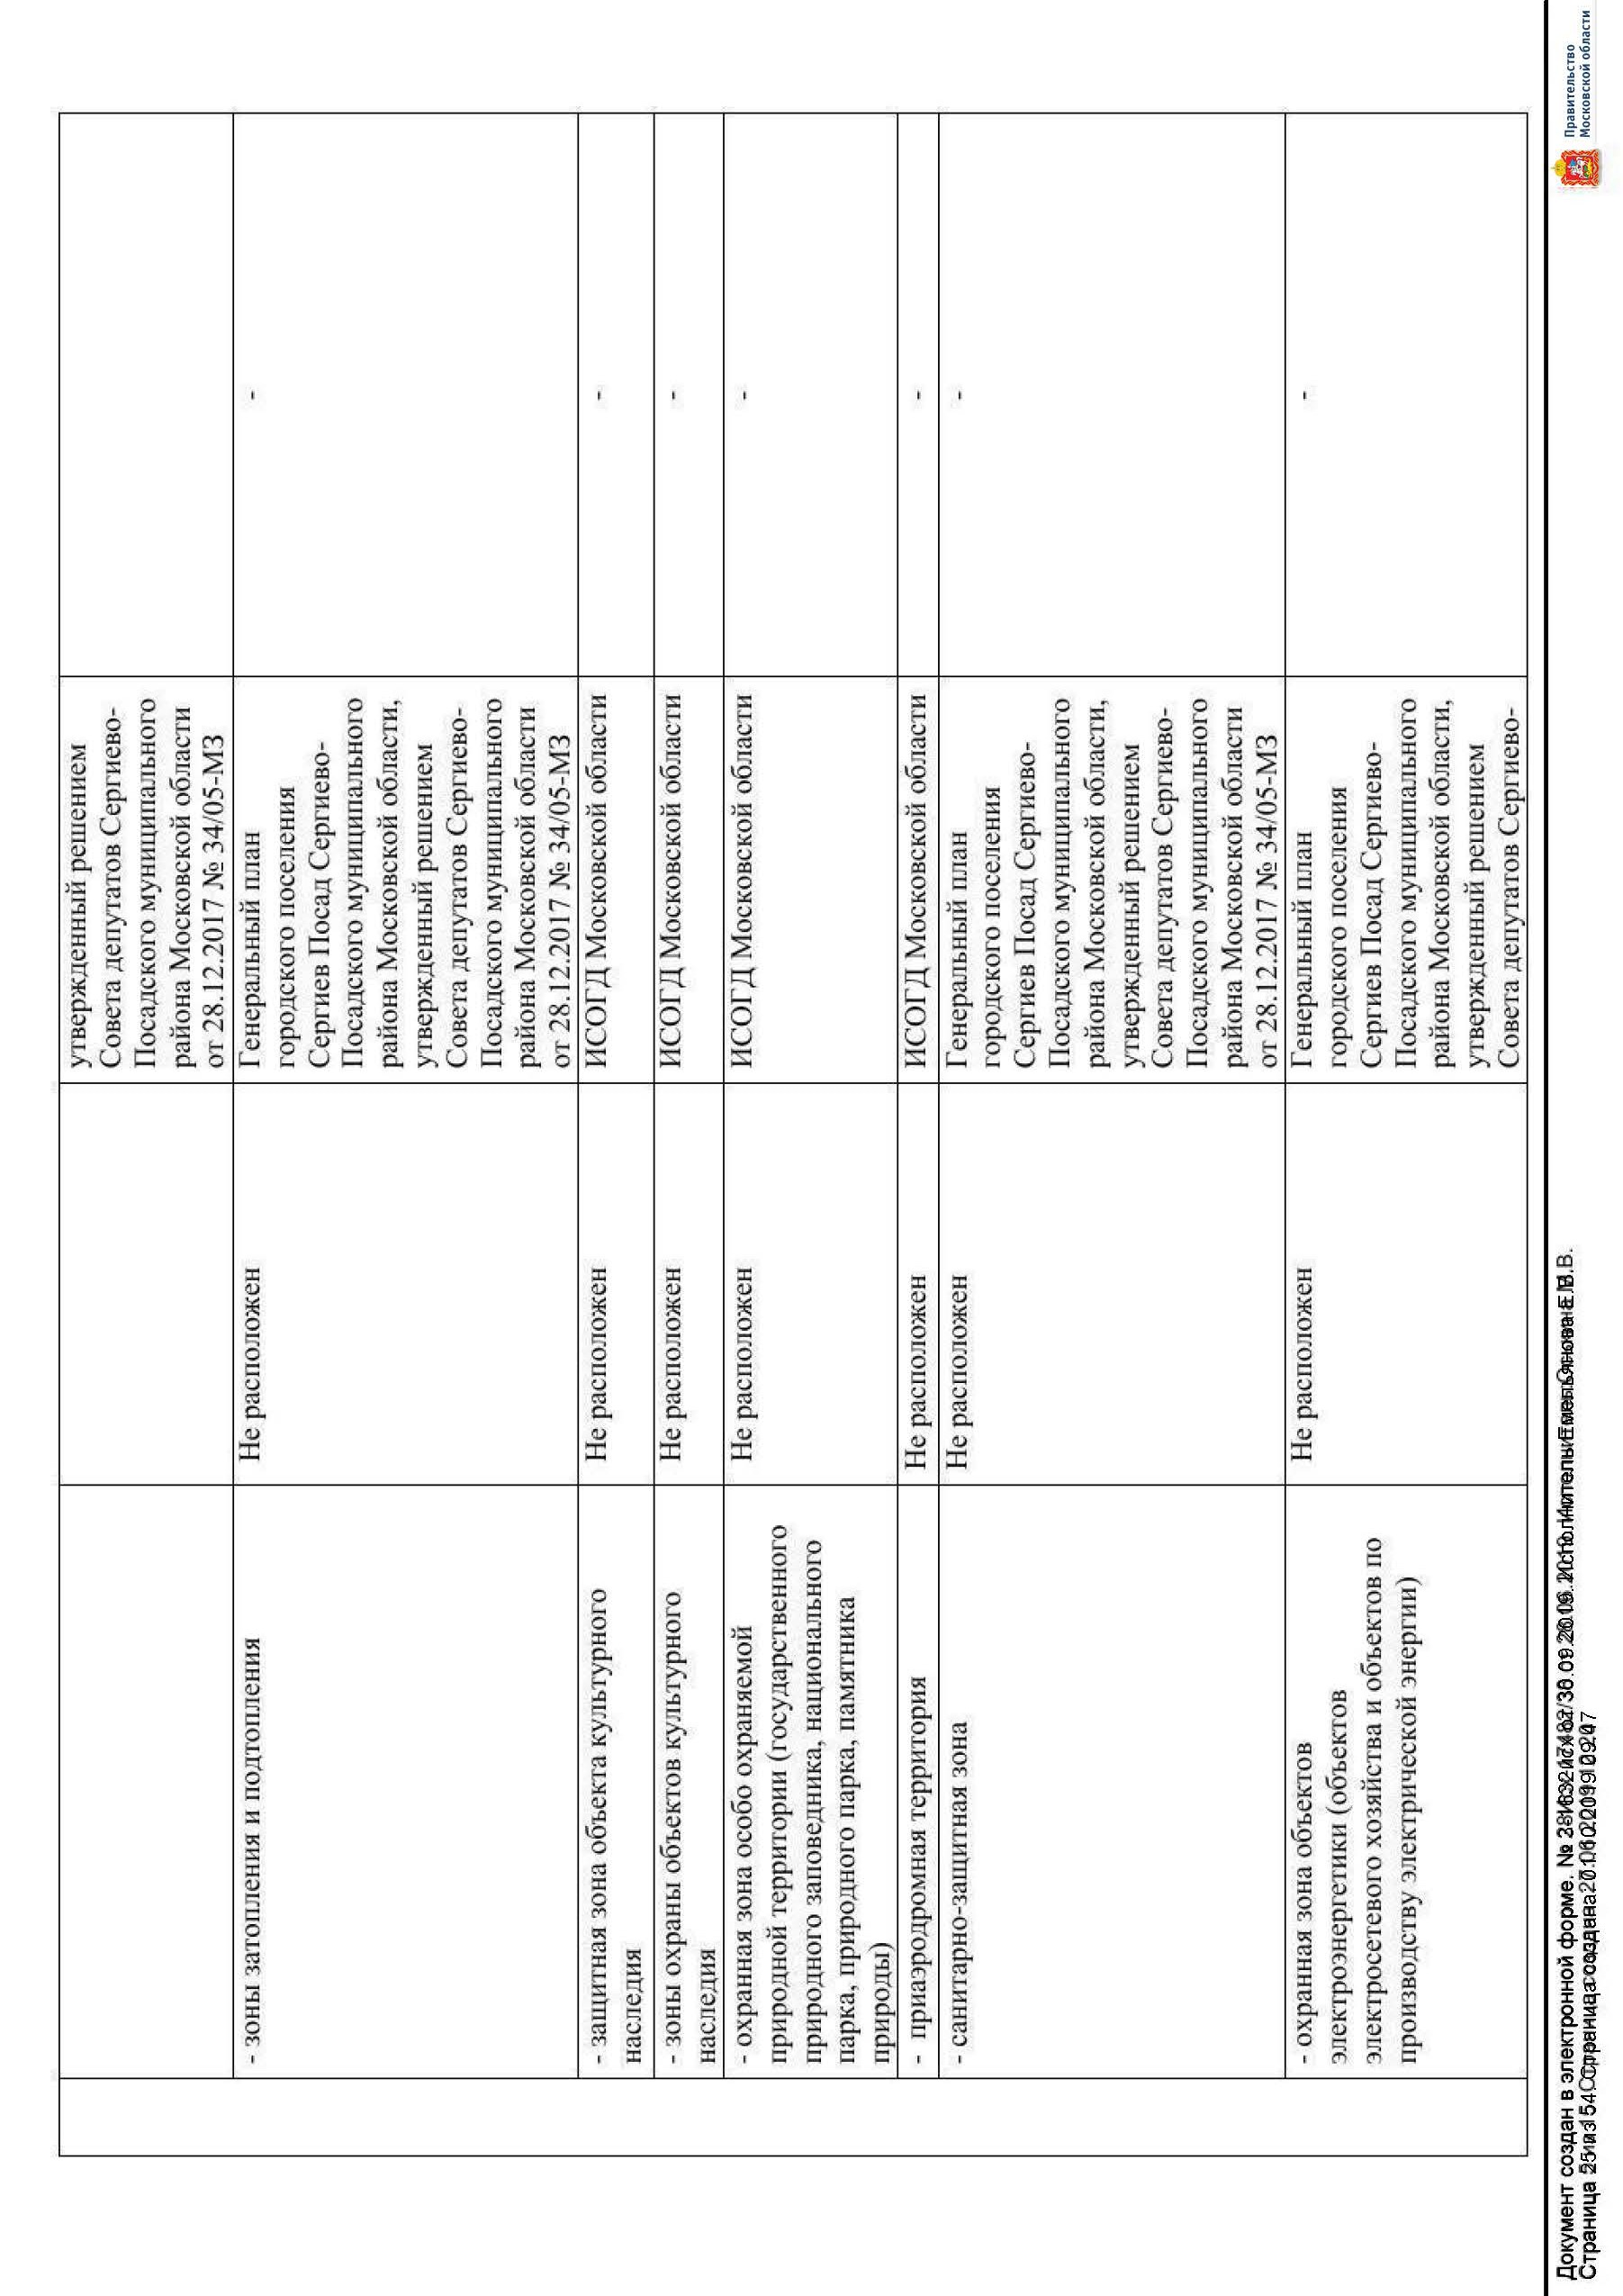 утвержденный решением
Совета депутатов Сергиево-
Посадского муниципального
района Московской области
от 28.12.2017 № 34/05-МЗ
- зоны затопления и подтопления
Не расположен
Генеральный план
городского поселения
Сергиев Посад Сергиево-
Посадского муниципального
района Московской области,
утвержденный решением
Совета депутатов Сергиево-
Посадского муниципального
района Московской области
от 28.12.2017 № 34/05-МЗ
-
- защитная зона объекта культурного
наследия
Не расположен
ИСОГД Московской области
-
- зоны охраны объектов культурного
наследия
Не расположен
ИСОГД Московской области
-
- охранная зона особо охраняемой
природной территории (государственного
природного заповедника, национального
парка, природного парка, памятника
природы)
Не расположен
ИСОГД Московской области
-
- приаэродромная территория
Не расположен
ИСОГД Московской области
-
- санитарно-защитная зона
Не расположен
Генеральный план
городского поселения
Сергиев Посад Сергиево-
Посадского муниципального
района Московской области,
утвержденный решением
Совета депутатов Сергиево-
Посадского муниципального
района Московской области
от 28.12.2017 № 34/05-МЗ
-
- охранная зона объектов
электроэнергетики (объектов
электросетевого хозяйства и объектов по
производству электрической энергии)
Не расположен
Генеральный план
городского поселения
Сергиев Посад Сергиево-
Посадского муниципального
района Московской области,
утвержденный решением
Совета депутатов Сергиево-
-
Документ создан в электронной форме. №
Страница
Правительство
Московской области